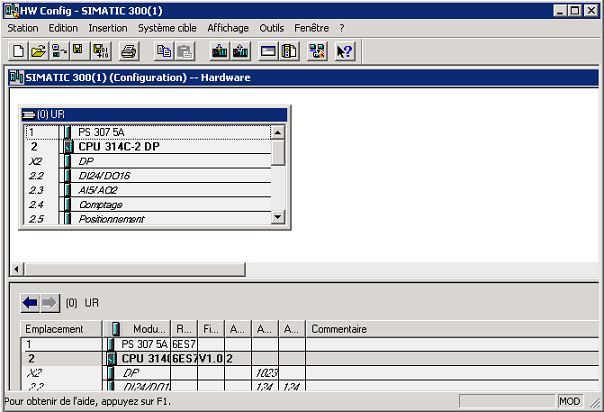 HW Config - SIMATIC 300(1)
Station Edition Insertion Système cible Affichage Outils Fenêtre ?
SIMATIC 300(1) (Configuration) -- Hardware
(0) UR
1 PS 307 5A
2 CPU 314C-2 DP
X2 DP
2.2 DI24/DO16
2.3 AI5/AO2
2.4 Comptage
2.5 Positionnement
(0) UR
Emplacement Modu... R... Fi... A... A... A... Commentaire
1 PS 307 5A 6ES7
2 CPU 314C 6ES7 V1.0 2
X2 DP 1023
2.2 DI24/DO1 124 124
Pour obtenir de l'aide, appuyez sur F1. MOD